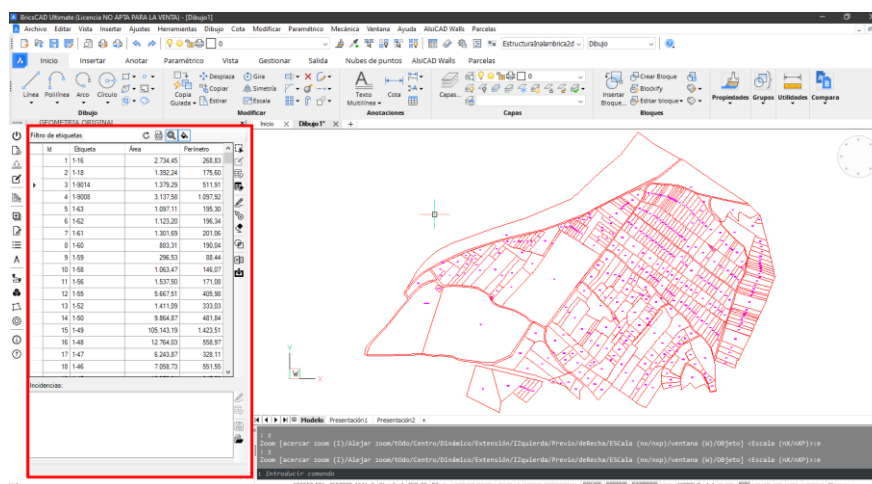 BricsCAD Ultimate (Licencia NO APTA PARA LA VENTA) - [Dibujo1]
Archivo Editar Vista Insertar Ajustes Herramientas Dibujo Cota Modificar Paramétrico Mecánica Ventana Ayuda AlsiCAD Walls Parcelas
0 EstructuraInalambrica2d Dibujo
Inicio Insertar Anotar Paramétrico Vista Gestionar Salida Nubes de puntos AlsiCAD Walls Parcelas
Línea Polilínea Arco Círculo
Copia Guiada
Desplaza
Copiar
Estirar
Gira
Simetría
Escala
Texto Multilínea
Cota
Capas...
0
Insertar Bloque...
Crear Bloque
Blockify
Editar bloque
Propiedades Grupos Utilidades Compara
Dibujo Modificar Anotaciones Capas Bloques
GEOMETRIA ORIGINAL
Inicio Dibujo1*
Filtro de etiquetas
Id Etiqueta Área Perímetro
1 1-16 2.734,45 268,83
2 1-18 1.392,24 175,60
3 1-9014 1.379,29 511,91
4 1-9008 3.137,58 1.097,92
5 1-63 1.097,11 195,30
6 1-62 1.123,20 196,34
7 1-61 1.301,69 201,06
8 1-60 883,31 190,04
9 1-59 296,53 88,44
10 1-58 1.063,47 146,07
11 1-56 1.537,50 171,08
12 1-55 5.667,51 405,98
13 1-52 1.411,09 333,03
14 1-50 9.864,87 481,84
15 1-49 105.143,19 1.423,51
16 1-48 12.764,03 558,97
17 1-47 6.243,87 328,11
18 1-46 7.058,73 551,55
Incidencias:
Y
W
X
Modelo Presentación1 Presentación2 +
: z
Zoom [acercar zoom (I)/Alejar zoom/tOdo/Centro/Dinámico/Extensión/IZquierda/Previo/deRecha/ESCala (nx/nxp)/ventana (W)/OBjeto] <Escala (nX/nXP)>:e
: z
Zoom [acercar zoom (I)/Alejar zoom/tOdo/Centro/Dinámico/Extensión/IZquierda/Previo/deRecha/ESCala (nx/nxp)/ventana (W)/OBjeto] <Escala (nX/nXP)>:e
: Introducir comando